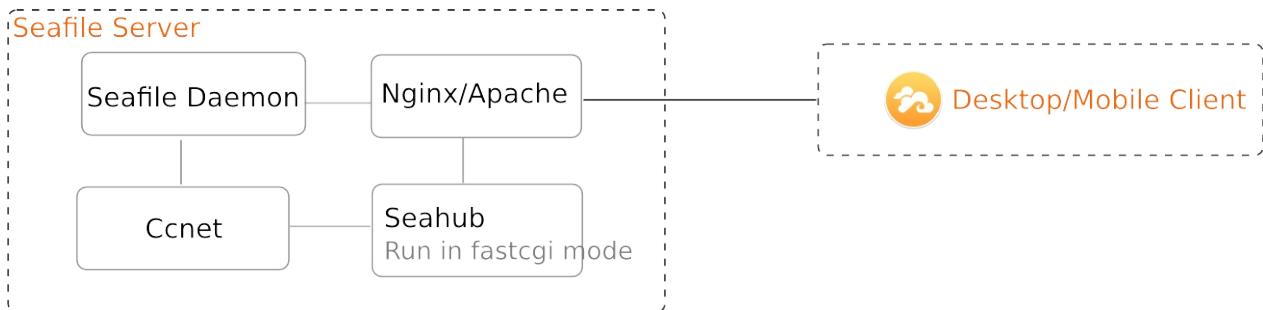 Seafile Server
Seafile Daemon
Nginx/Apache
Desktop/Mobile Client
Ccnet
Seahub
Run in fastcgi mode